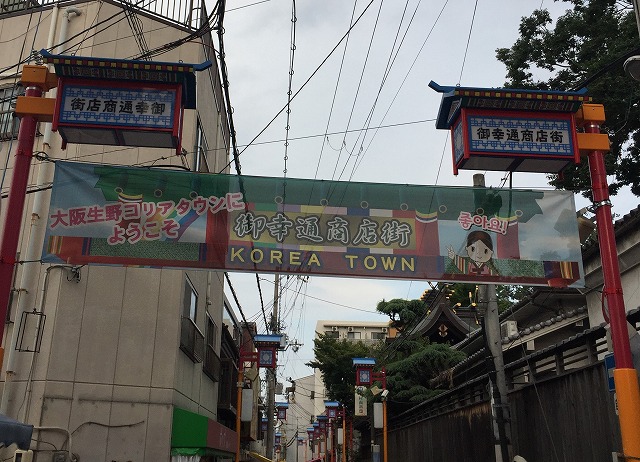 御幸通商店街
御幸通商店街
大阪生野コリアタウンに
ようこそ
御幸通商店街
KOREA TOWN
좋아요!